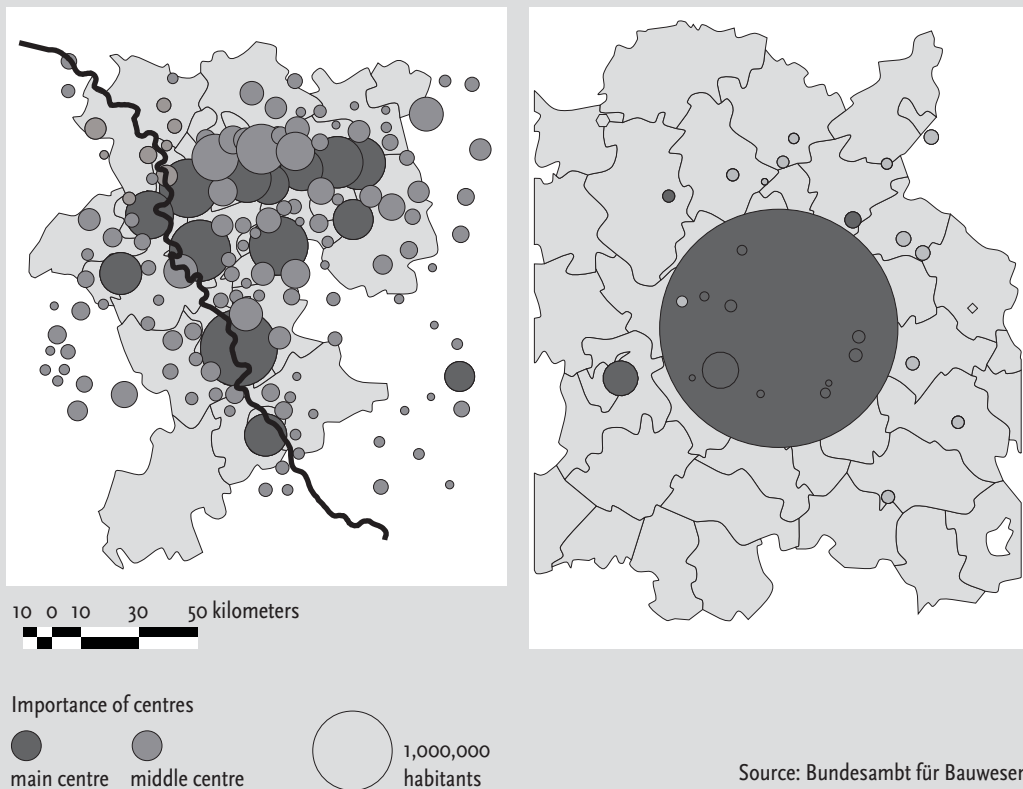 10 0 10 30 50 kilometers
Importance of centres
main centre
middle centre
1,000,000
habitants
Source: Bundesambt für Bauweser